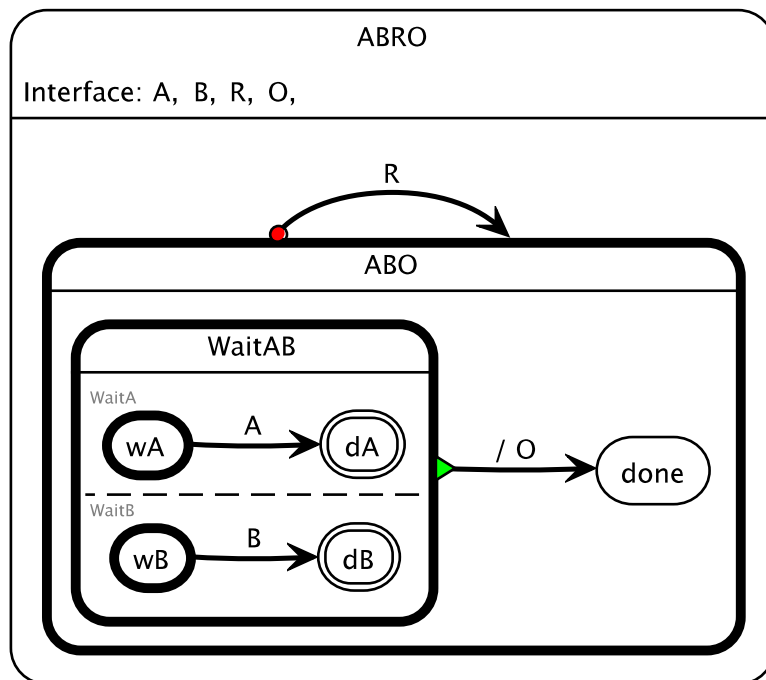 ABRO
Interface: A, B, R, O,
R
ABO
WaitAB
WaitA
wA
A
dA
/ O
done
WaitB
wB
B
dB